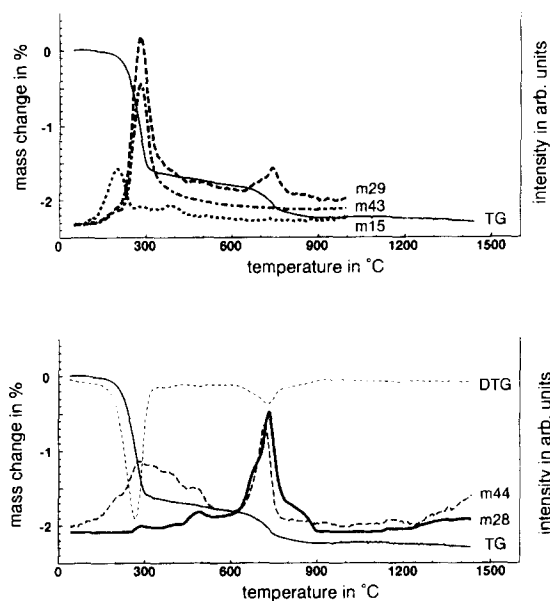 mass change in %
0
-1
-2
intensity in arb. units
m29
m43
m15
TG
300
600
900
1200
1500
temperature in °C
mass change in %
0
-1
-2
intensity in arb. units
DTG
m44
m28
TG
0
300
600
900
1200
1500
temperature in °C